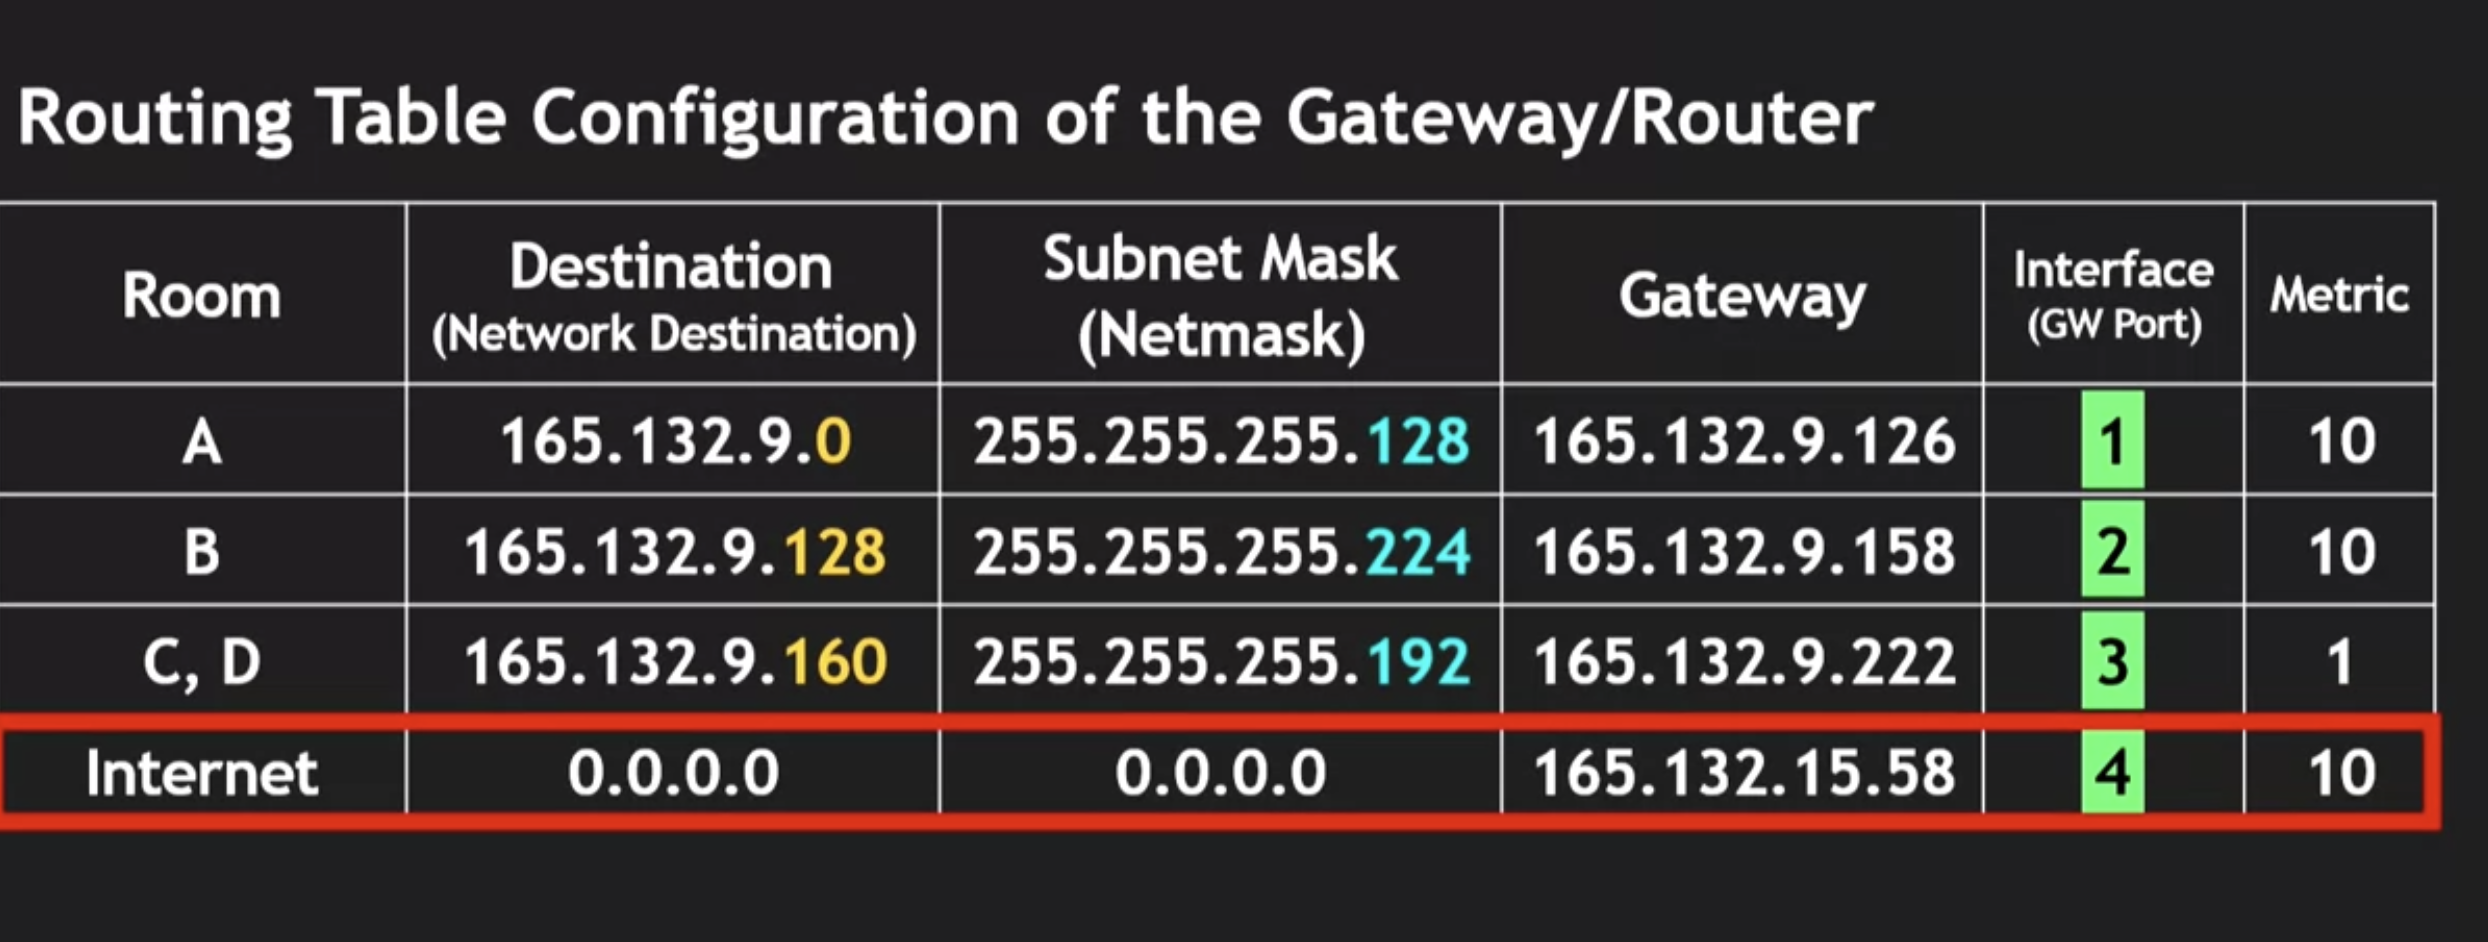 Routing Table Configuration of the Gateway/Router
Room Destination (Network Destination) Subnet Mask (Netmask) Gateway Interface (GW Port) Metric
A 165.132.9.0 255.255.255.128 165.132.9.126 1 10
B 165.132.9.128 255.255.255.224 165.132.9.158 2 10
C, D 165.132.9.160 255.255.255.192 165.132.9.222 3 1
Internet 0.0.0.0 0.0.0.0 165.132.15.58 4 10